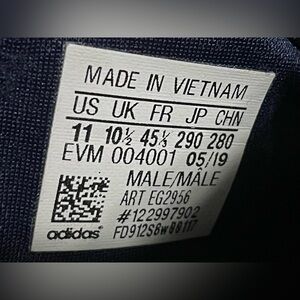 MADE IN VIETNAM
US UK FR JP CHN
11 10½ 45⅓ 290 280
EVM 004001 05/19
MALE/MÂLE
ART EG2956
#122997902
adidas